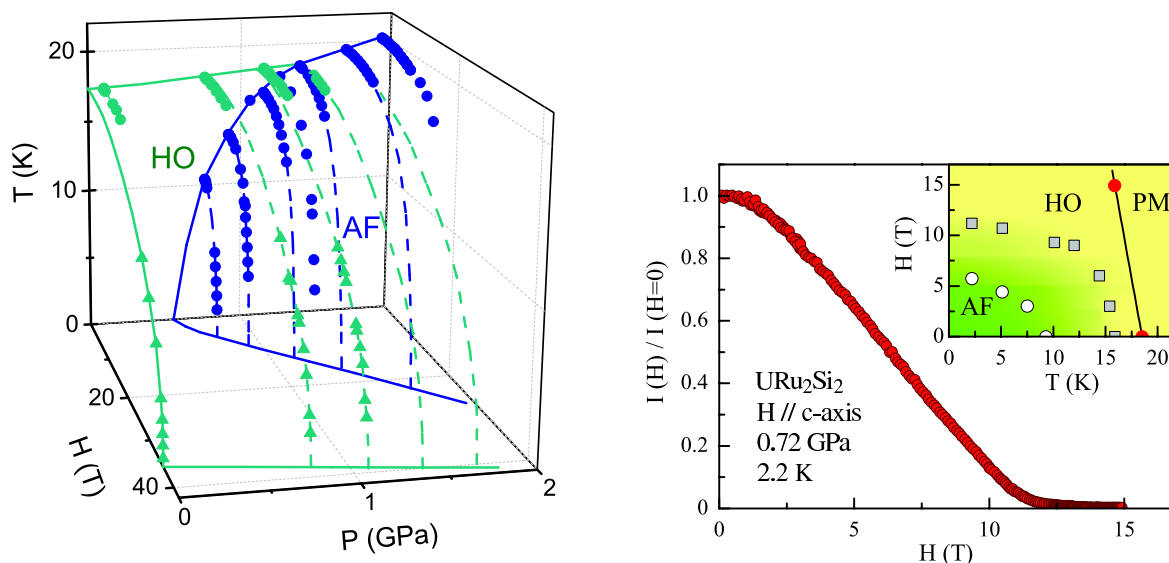 20
T (K)
10
0
HO
AF
20
H (T)
40
0
1
2
P (GPa)
1.0
0.8
0.6
0.4
0.2
0
I (H) / I (H=0)
URu₂Si₂
H // c-axis
0.72 GPa
2.2 K
0
5
10
15
H (T)
15
10
5
0
H (T)
HO
PM
AF
0
5
10
15
20
T (K)